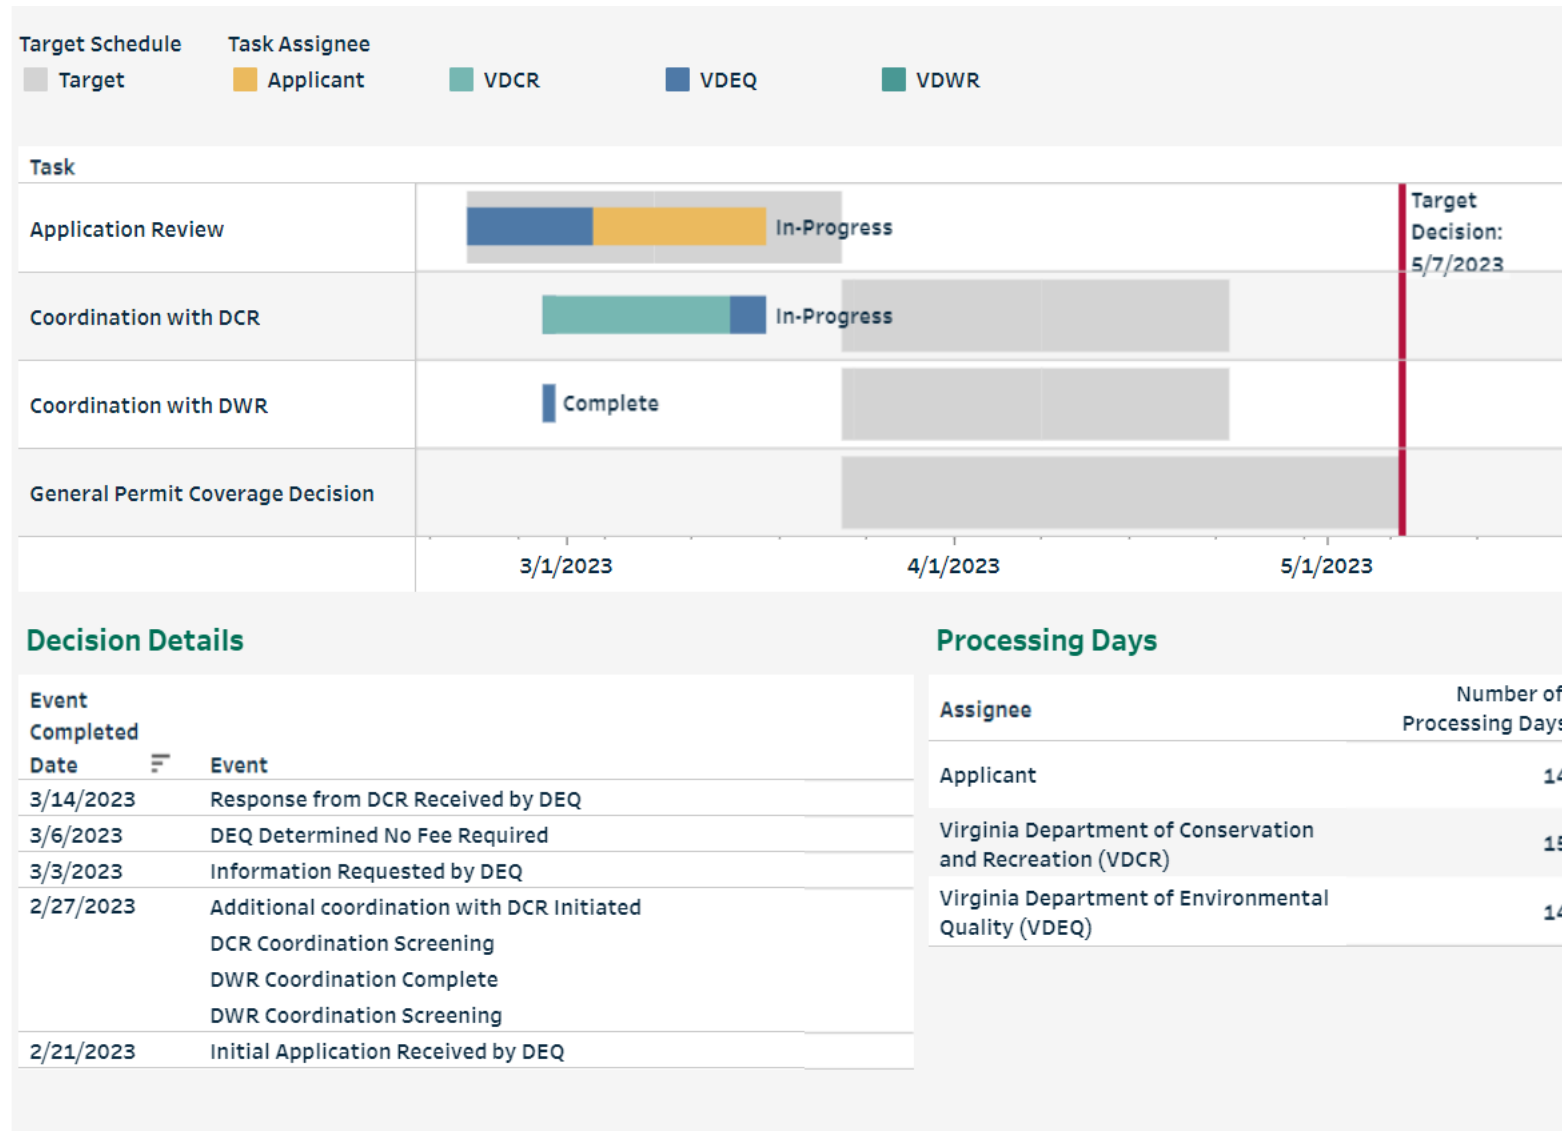 Target Schedule
Task Assignee
Target
Applicant
VDCR
VDEQ
VDWR
Task
Application Review
In-Progress
Target
Decision:
5/7/2023
Coordination with DCR
In-Progress
Coordination with DWR
Complete
General Permit Coverage Decision
3/1/2023
4/1/2023
5/1/2023
Decision Details
Event
Completed
Date
Event
3/14/2023 Response from DCR Received by DEQ
3/6/2023 DEQ Determined No Fee Required
3/3/2023 Information Requested by DEQ
2/27/2023 Additional coordination with DCR Initiated
DCR Coordination Screening
DWR Coordination Complete
DWR Coordination Screening
2/21/2023 Initial Application Received by DEQ
Processing Days
Assignee
Number of
Processing Days
Applicant 14
Virginia Department of Conservation
and Recreation (VDCR)
15
Virginia Department of Environmental
Quality (VDEQ)
14